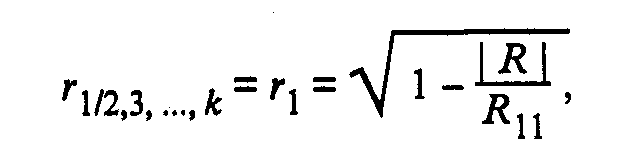 r_{1/2,3, ..., k} = r_1 = \sqrt{1 - \frac{|R|}{R_{11}}},